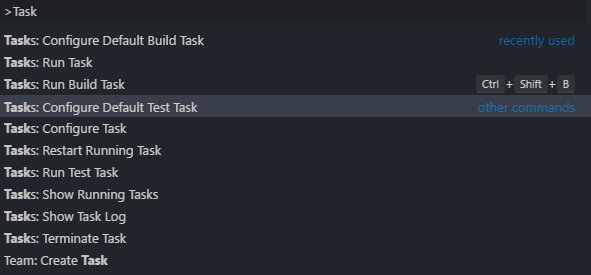 >Task
Tasks: Configure Default Build Task recently used
Tasks: Run Task
Tasks: Run Build Task Ctrl + Shift + B
Tasks: Configure Default Test Task other commands
Tasks: Configure Task
Tasks: Restart Running Task
Tasks: Run Test Task
Tasks: Show Running Tasks
Tasks: Show Task Log
Tasks: Terminate Task
Team: Create Task